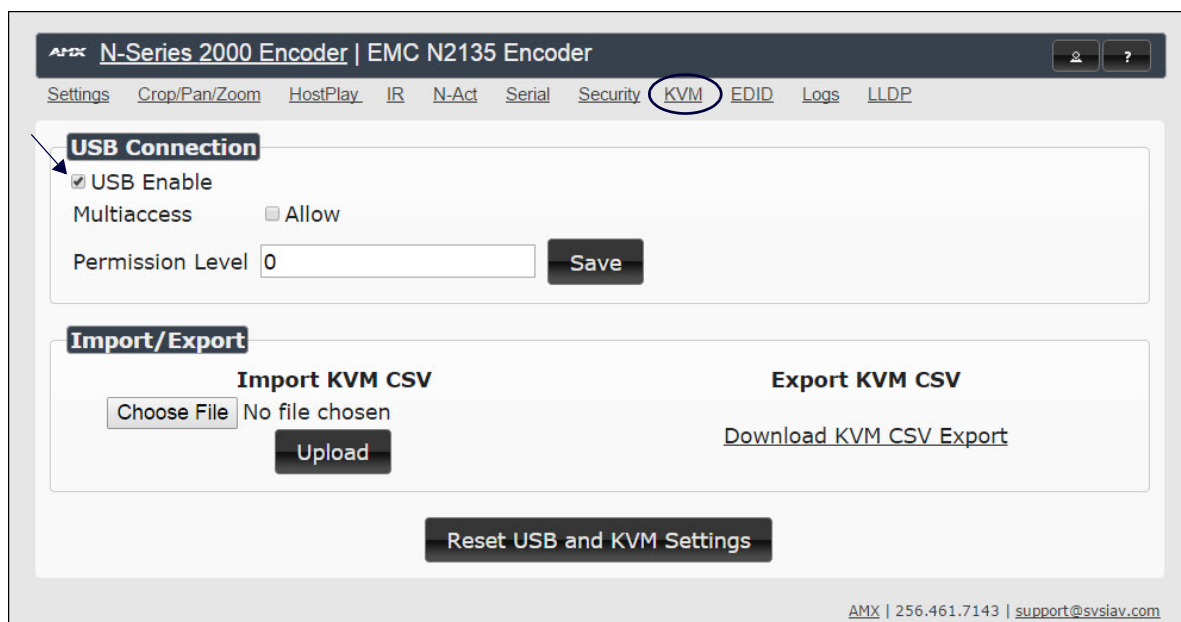 AMX N-Series 2000 Encoder | EMC N2135 Encoder ?
Settings Crop/Pan/Zoom HostPlay IR N-Act Serial Security KVM EDID Logs LLDP
USB Connection
USB Enable
Multiaccess Allow
Permission Level 0 Save
Import/Export
Import KVM CSV Export KVM CSV
Choose File No file chosen
Download KVM CSV Export
Upload
Reset USB and KVM Settings
AMX | 256.461.7143 | support@svsiav.com